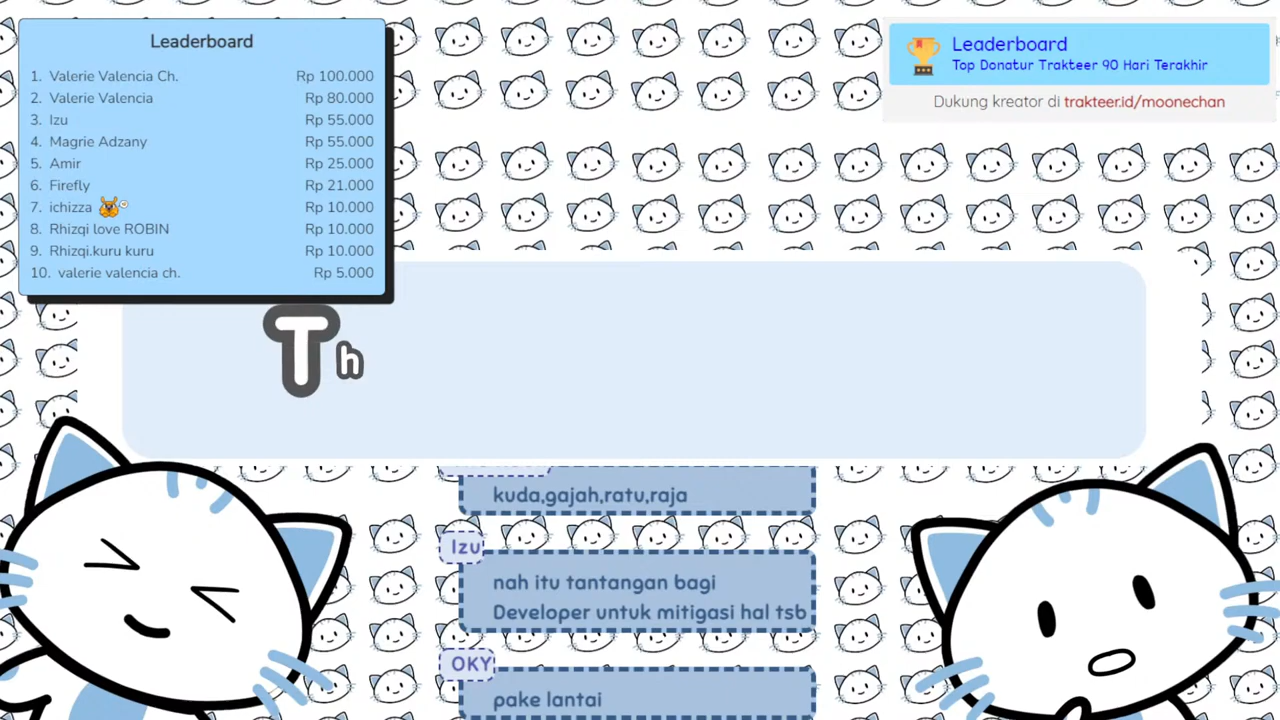 Leaderboard
1. Valerie Valencia Ch. Rp 100.000
2. Valerie Valencia Rp 80.000
3. Izu Rp 55.000
4. Magrie Adzany Rp 55.000
5. Amir Rp 25.000
6. Firefly Rp 21.000
7. ichizza Rp 10.000
8. Rhizqi love ROBIN Rp 10.000
9. Rhizqi.kuru kuru Rp 10.000
10. valerie valencia ch. Rp 5.000
Leaderboard
Top Donatur Trakteer 90 Hari Terakhir
Dukung kreator di trakteer.id/moonechan
Th
kuda,gajah,ratu,raja
Izu
nah itu tantangan bagi
Developer untuk mitigasi hal tsb
OKY
pake lantai